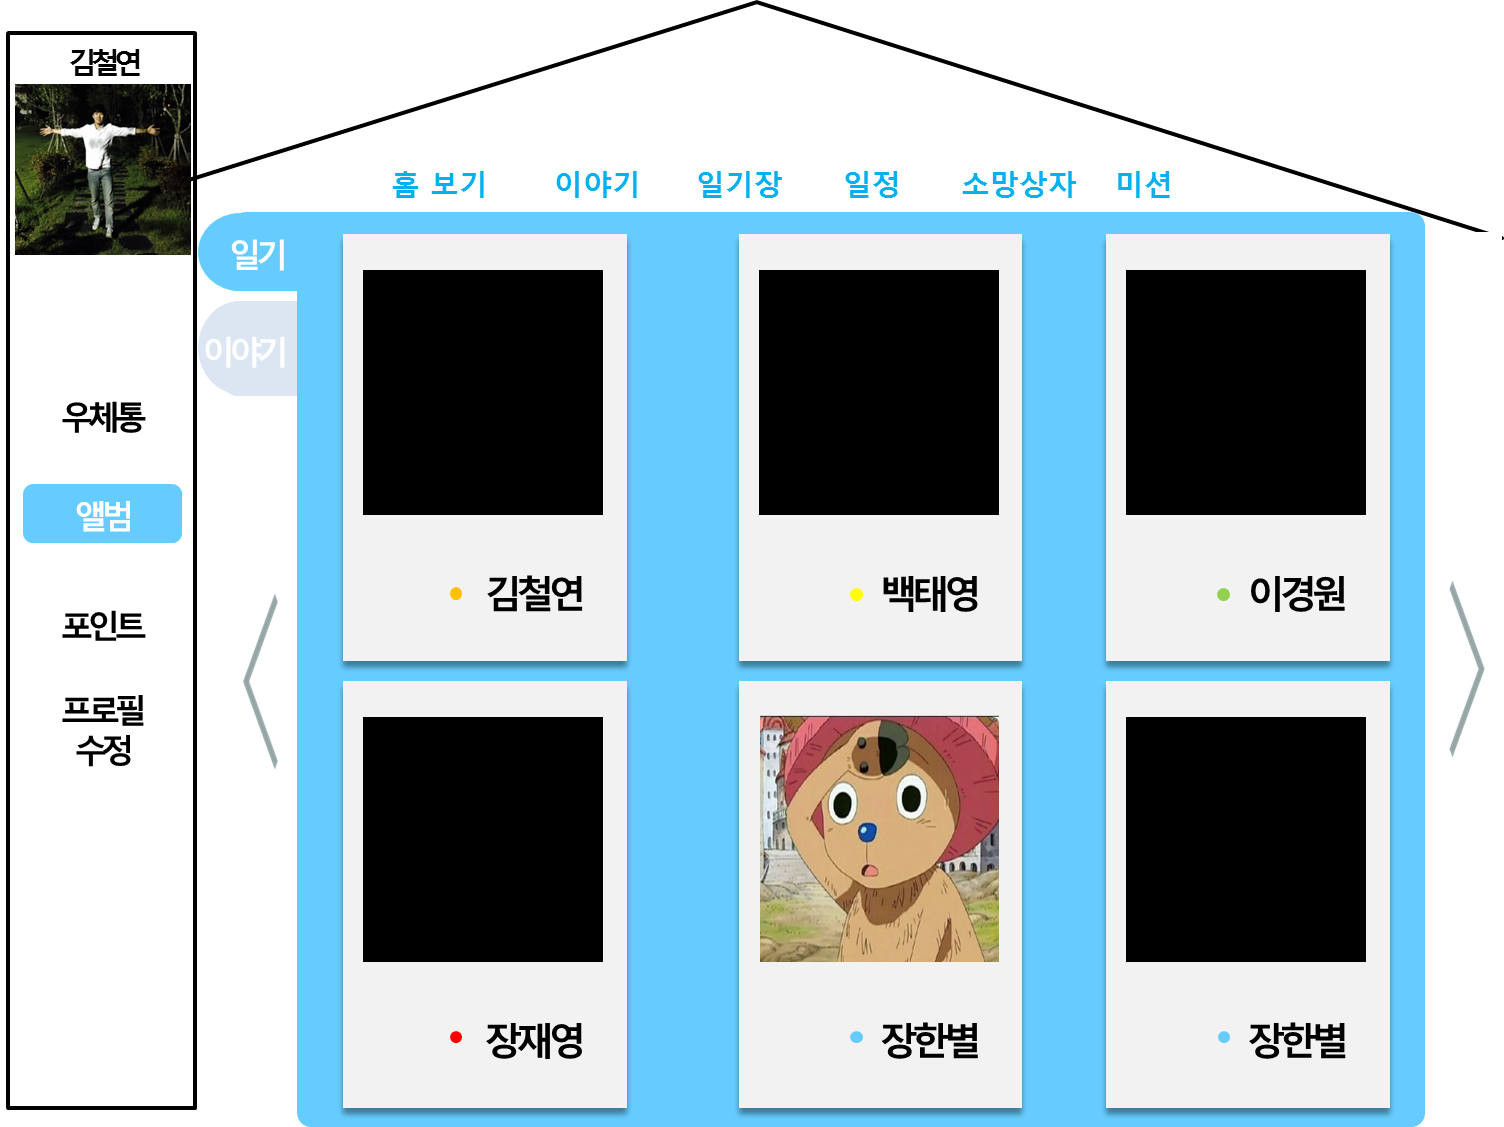 김철연
홈 보기
이야기
일기장
일정
소망상자
미션
일기
이야기
우체통
앨범
포인트
프로필
수정
김철연
백태영
이경원
장재영
장한별
장한별